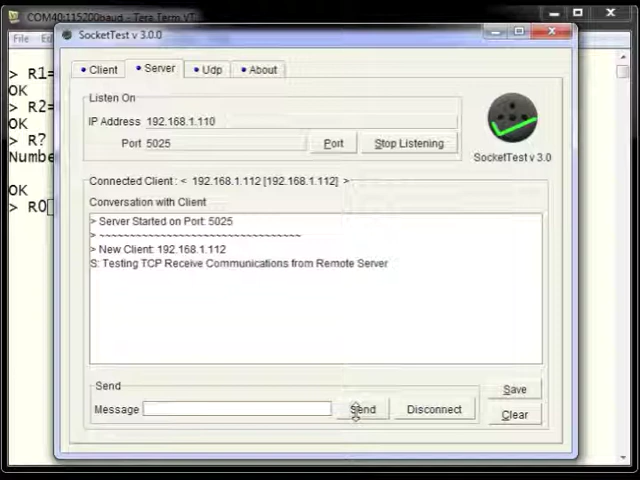 COM40:115200baud - Tera Term VT
SocketTest v 3.0.0
File
Client
Server
Udp
About
> R1=
OK
> R2=
OK
> R?
Numbe
OK
> R0
Listen On
IP Address 192.168.1.110
Port 5025
Port
Stop Listening
SocketTest v 3.0
Connected Client : < 192.168.1.112 [192.168.1.112] >
Conversation with Client
> Server Started on Port: 5025
> ~~~~~~~~~~~~~~~~~~~~~~~~~~~~~~~~~~~~~
> New Client: 192.168.1.112
S: Testing TCP Receive Communications from Remote Server
Send
Message
Send
Disconnect
Save
Clear